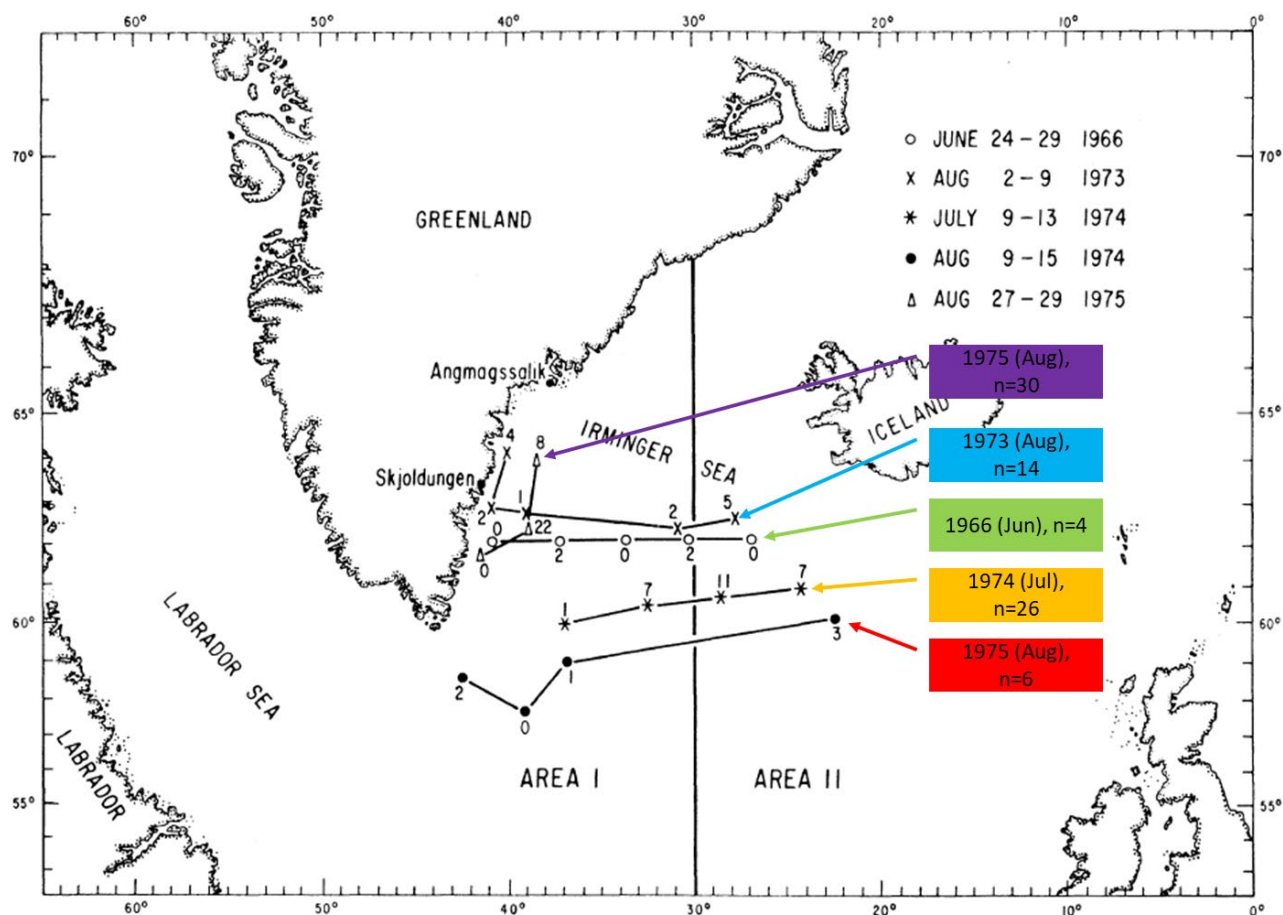 60° 50° 40° 30° 20° 10° 0°
70°
70°
GREENLAND
○ JUNE 24 – 29 1966
x AUG 2 – 9 1973
* JULY 9 – 13 1974
● AUG 9 – 15 1974
△ AUG 27 – 29 1975
Angmagssalik
65°
65°
IRMINGER SEA
ICELAND
1975 (Aug),
n=30
4
8
Skjoldungen
1973 (Aug),
n=14
2 1 2 5
0 22
0 2 0 2 0
1966 (Jun), n=4
1 7 11 7
1974 (Jul),
n=26
60°
60°
2 0 1 3
1975 (Aug),
n=6
LABRADOR SEA
LABRADOR
AREA I
AREA II
55°
55°
60° 50° 40° 30° 20° 10° 0°